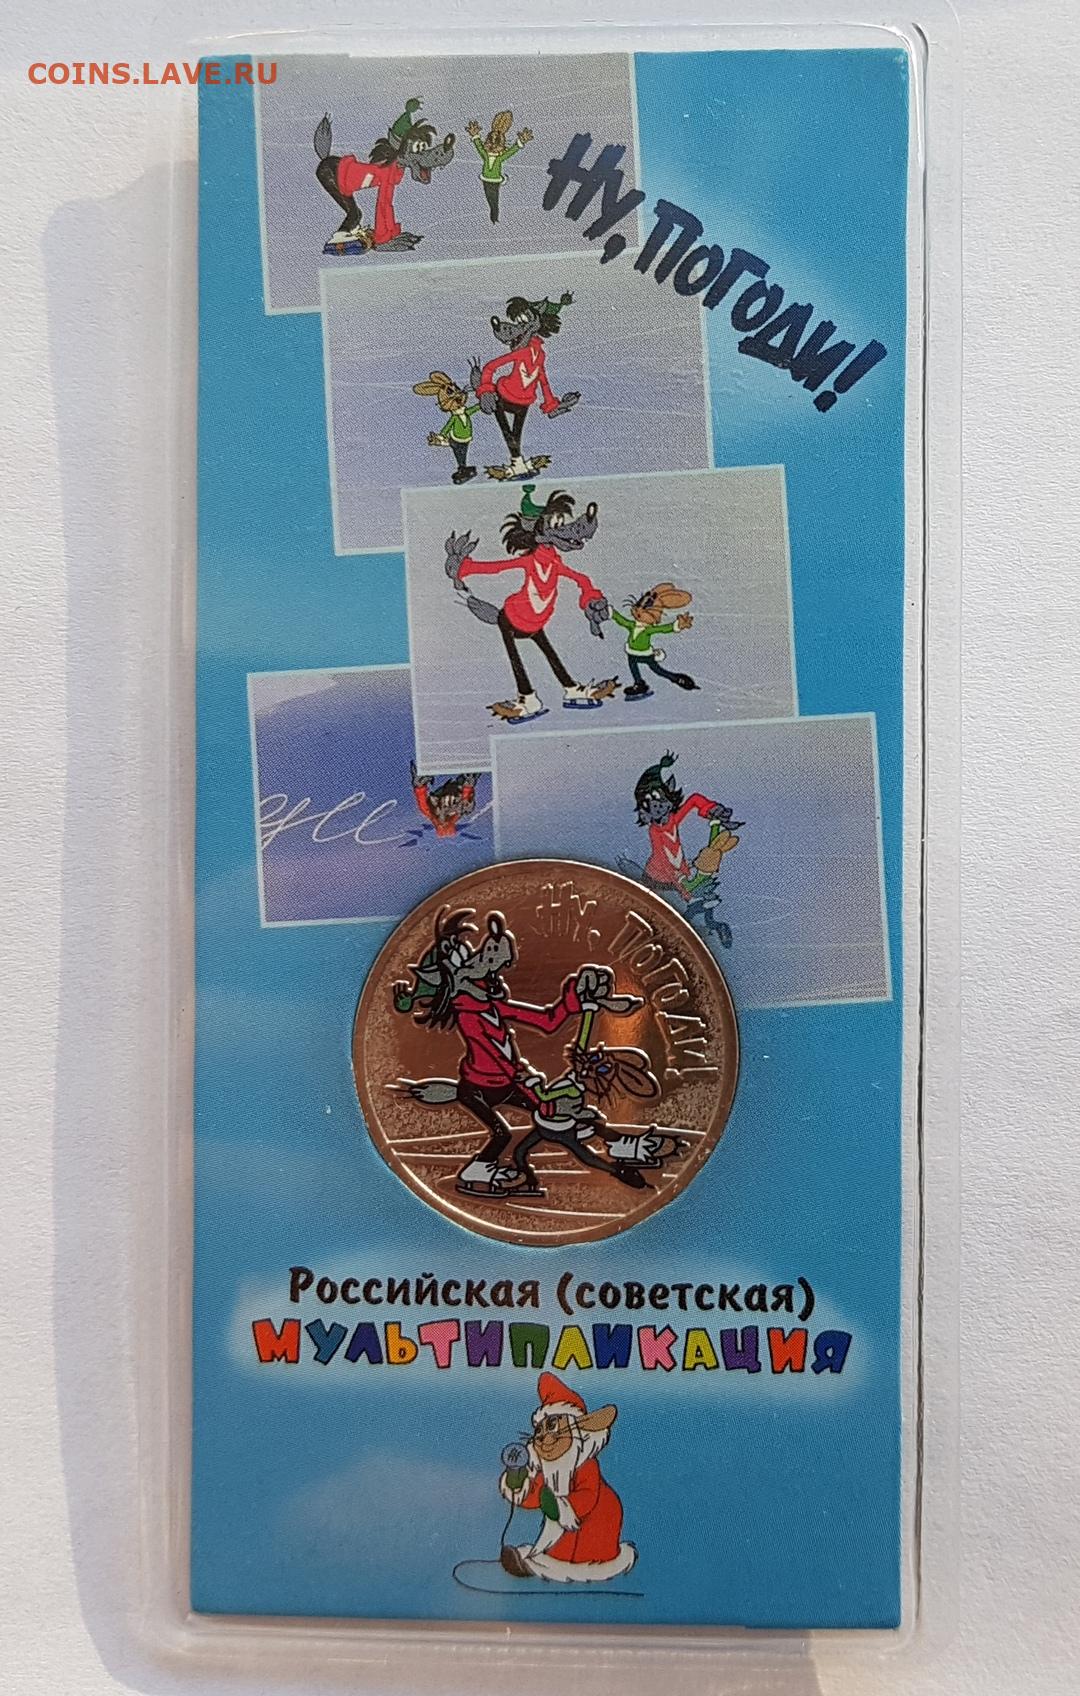 COINS.LAVE.RU
Ну, погоди!
Ну, погоди!
Российская (советская)
МУЛЬТИПЛИКАЦИЯ